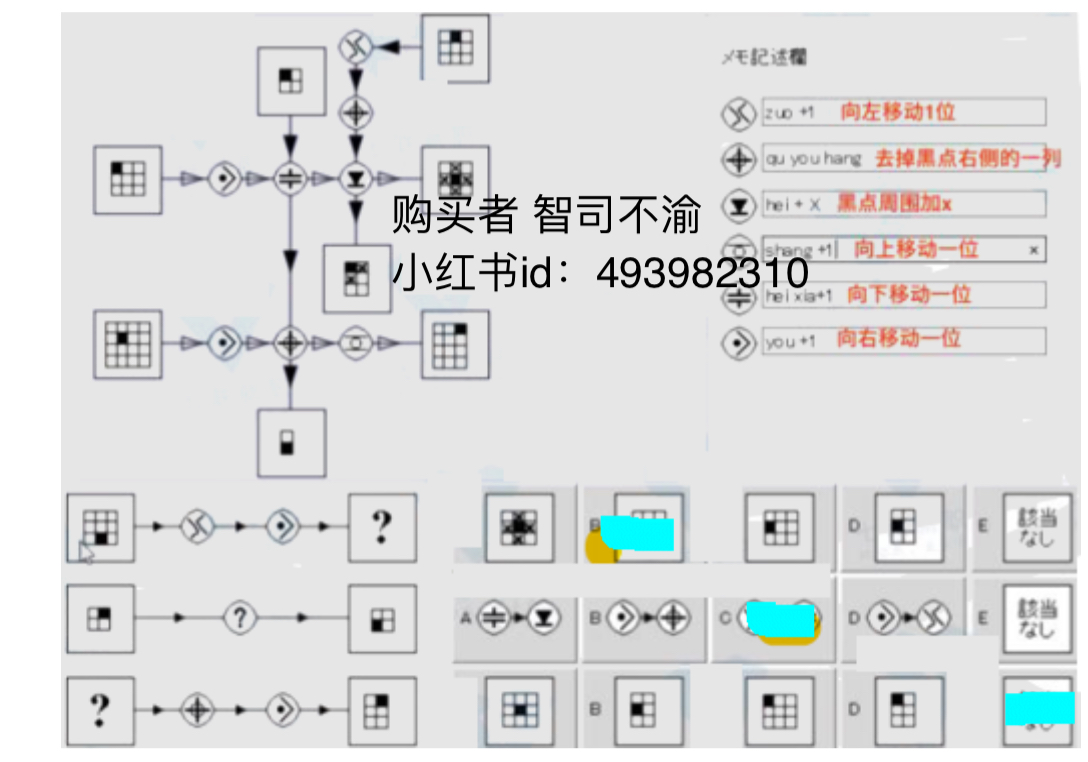 メモ記述欄
zuo +1 向左移动1位
qu you hang 去掉黑点右侧的一列
hei + X 黑点周围加x
购买者 智司不渝
shang +1 向上移动一位 ×
小红书id：493982310
hei xia+1 向下移动一位
you +1 向右移动一位
? B D E 該当
なし
? A B C D E 該当
なし
? B D